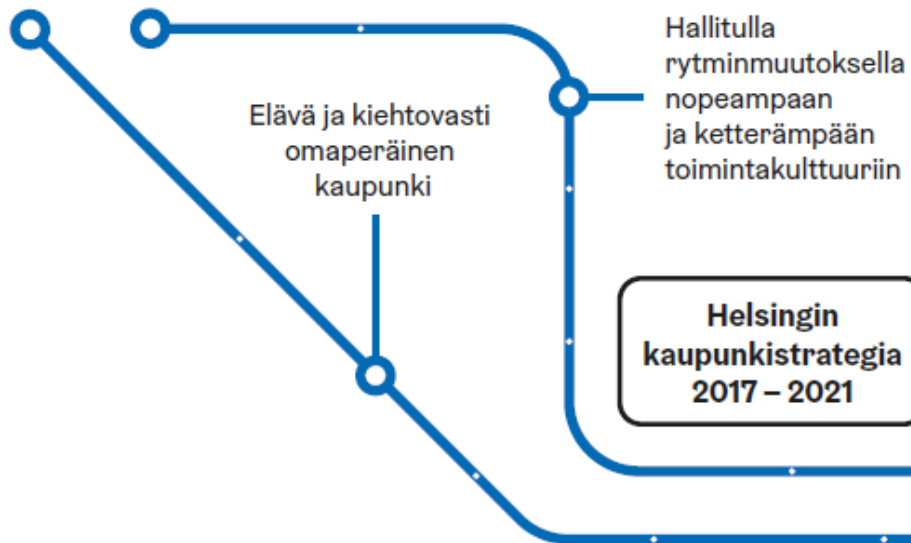 Hallitulla
rytminmuutoksella
nopeampaan
ja ketterämpään
toimintakulttuuriin
Elävä ja kiehtovasti
omaperäinen
kaupunki
Helsingin
kaupunkistrategia
2017 – 2021